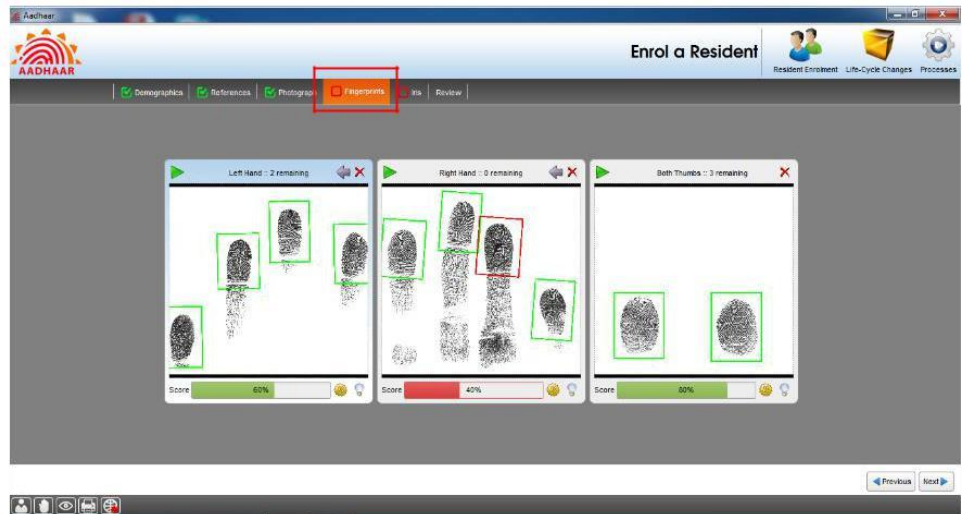 Aadhaar
AADHAAR
Enrol a Resident
Resident Enrolment
Life-Cycle Changes
Processes
Demographics
References
Photograph
Fingerprints
Iris
Review
Left Hand :: 2 remaining
Right Hand :: 0 remaining
Both Thumbs :: 3 remaining
Score 60%
Score 40%
Score 80%
Previous
Next